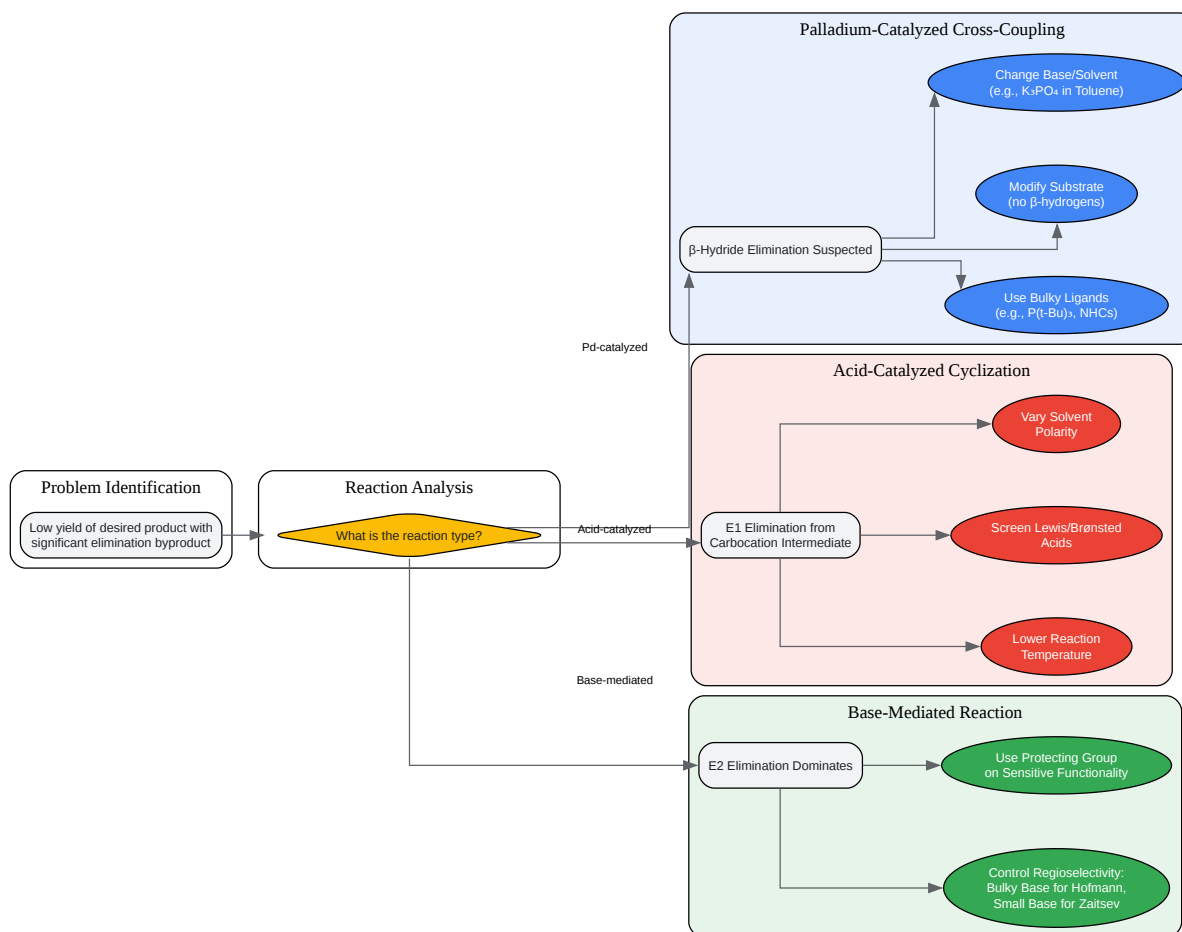 Palladium-Catalyzed Cross-Coupling
Change Base/Solvent
(e.g., K₃PO₄ in Toluene)
Modify Substrate
(no β-hydrogens)
β-Hydride Elimination Suspected
Use Bulky Ligands
(e.g., P(t-Bu)₃, NHCs)
Pd-catalyzed
Acid-Catalyzed Cyclization
Vary Solvent
Polarity
Problem Identification
Low yield of desired product with
significant elimination byproduct
Reaction Analysis
What is the reaction type?
Acid-catalyzed
E1 Elimination from
Carbocation Intermediate
Screen Lewis/Brønsted
Acids
Lower Reaction
Temperature
Base-mediated
Base-Mediated Reaction
E2 Elimination Dominates
Use Protecting Group
on Sensitive Functionality
Control Regioselectivity:
Bulky Base for Hofmann,
Small Base for Zaitsev